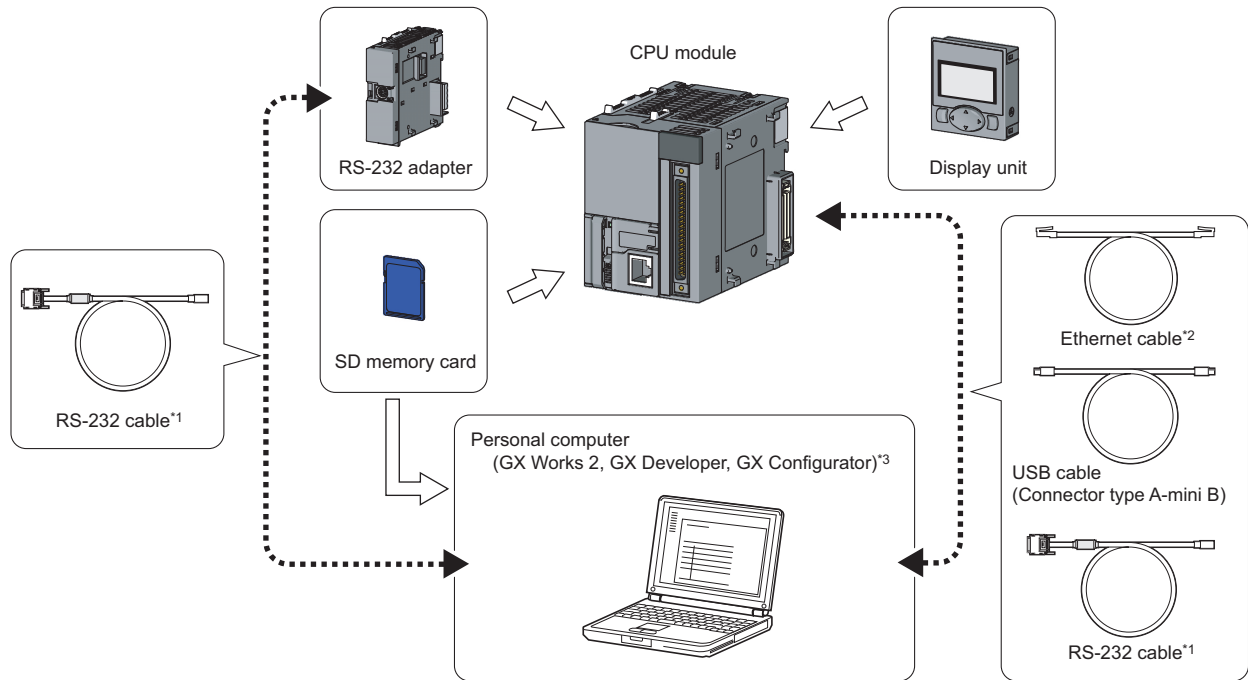 CPU module
RS-232 adapter
Display unit
SD memory card
RS-232 cable*1
Personal computer
(GX Works 2, GX Developer, GX Configurator)*3
Ethernet cable*2
USB cable
(Connector type A-mini B)
RS-232 cable*1